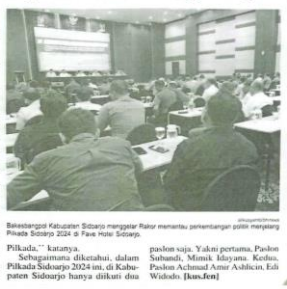 Bakesbangpol Kabupaten Sidoarjo menggelar Rakor memantau perkembangan politik menjelang
Pilkada Sidoarjo 2024 di Fave Hotel Sidoarjo.
Pilkada,” katanya.
Sebagaimana diketahui, dalam
Pilkada Sidoarjo 2024 ini, di Kabu-
paten Sidoarjo hanya diikuti dua
paslon saja. Yakni pertama, Paslon
Subandi, Mimik Idayana. Kedua,
Paslon Achmad Amir Ashlichin, Edi
Widodo. [kus.fen]